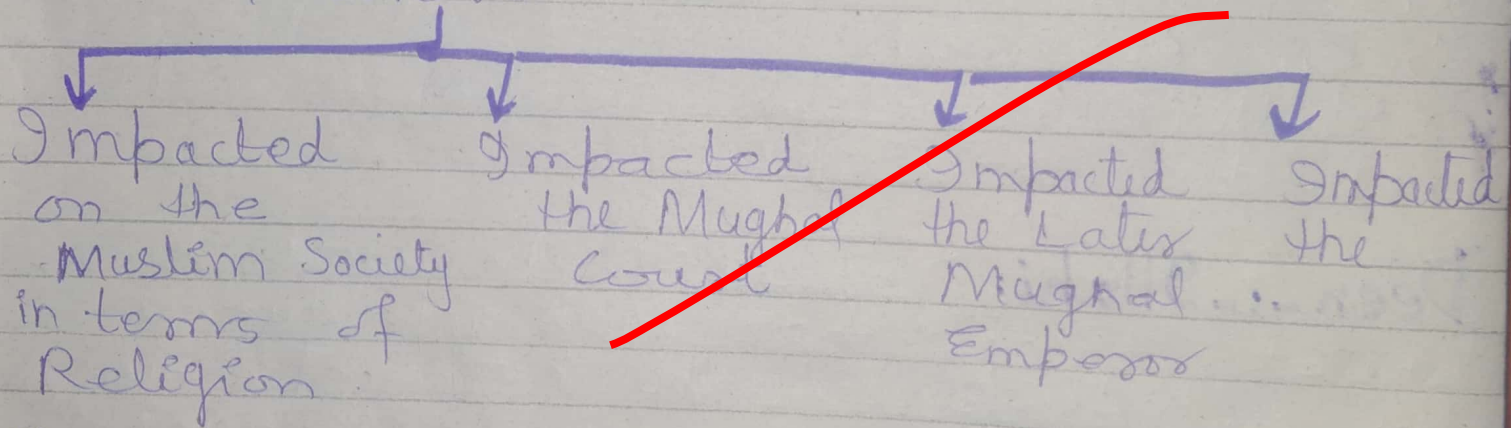 Impacted
on the
Muslim Society
in terms of
Religion
Impacted
the Mughal
Court
Impacted
the Later
Mughal ..
Emperor
Impacted
the .